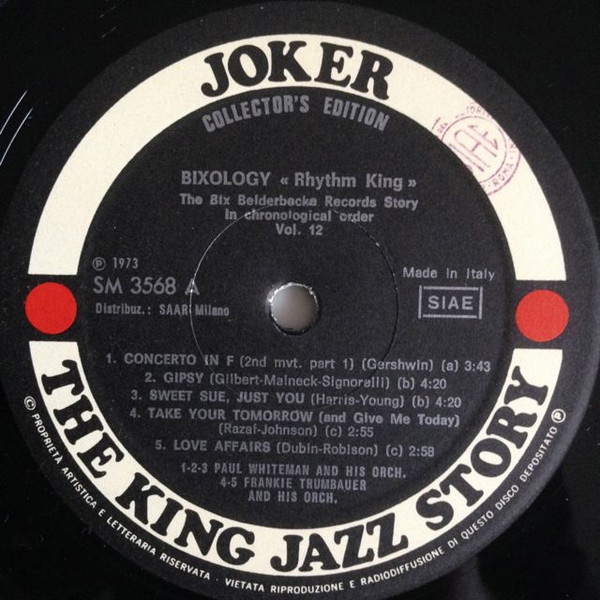 JOKER
COLLECTOR'S EDITION
SIAE
ROMA
BIXOLOGY « Rhythm King »
The Bix Beiderbecke Records Story
in chronological order
Vol. 12
℗ 1973
SM 3568 A
Distribuz.: SAAR Milano
Made in Italy
SIAE
1. CONCERTO IN F (2nd mvt. part 1) (Gershwin) (a) 3:43
2. GIPSY (Gilbert-Malneck-Signorelli) (b) 4:20
3. SWEET SUE, JUST YOU (Harris-Young) (b) 4:20
4. TAKE YOUR TOMORROW (and Give Me Today)
(Razaf-Johnson) (c) 2:55
5. LOVE AFFAIRS (Dubin-Robison) (c) 2:58
1-2-3 PAUL WHITEMAN AND HIS ORCH.
4-5 FRANKIE TRUMBAUER
AND HIS ORCH.
THE KING JAZZ STORY
© PROPRIETÀ ARTISTICA E LETTERARIA RISERVATA · VIETATA RIPRODUZIONE E RADIODIFFUSIONE DI QUESTO DISCO DEPOSITATO ℗